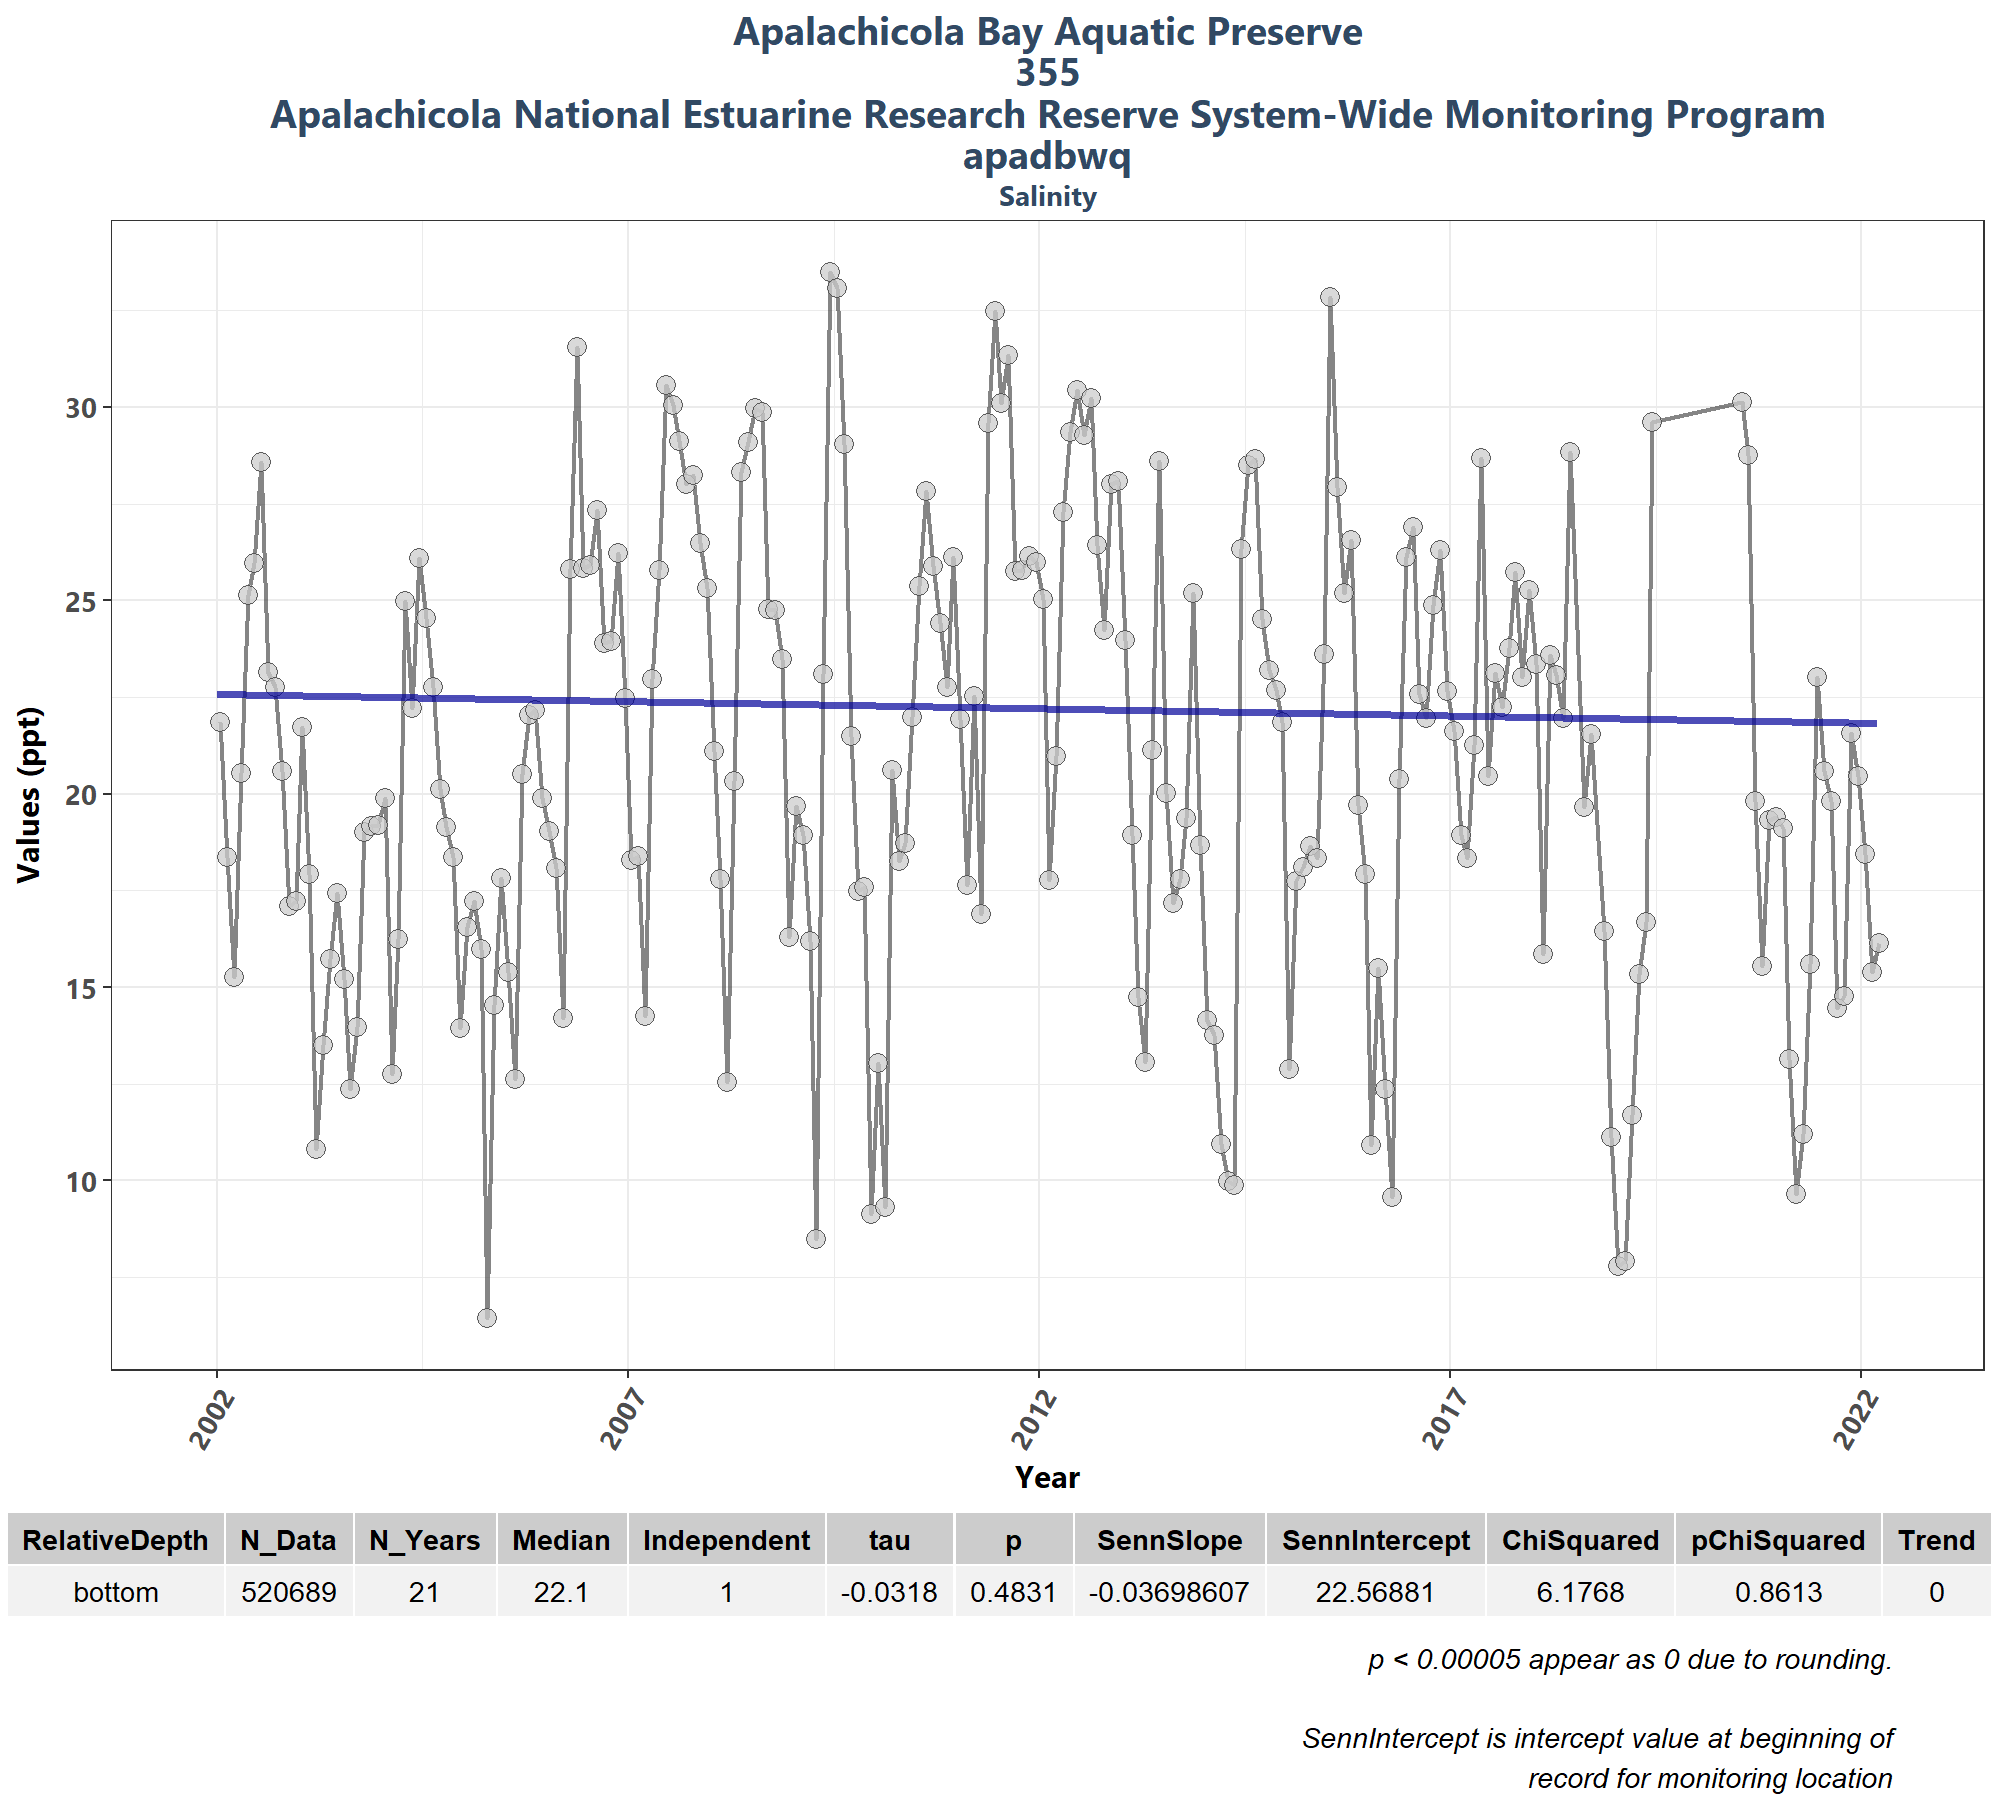 Apalachicola Bay Aquatic Preserve
355
Apalachicola National Estuarine Research Reserve System-Wide Monitoring Program
apadbwq
Salinity
Values (ppt)
30
25
20
15
10
2002 2007 2012 2017 2022
Year
RelativeDepth N_Data N_Years Median Independent tau p SennSlope SennIntercept ChiSquared pChiSquared Trend
bottom 520689 21 22.1 1 -0.0318 0.4831 -0.03698607 22.56881 6.1768 0.8613 0
p < 0.00005 appear as 0 due to rounding.
SennIntercept is intercept value at beginning of
record for monitoring location